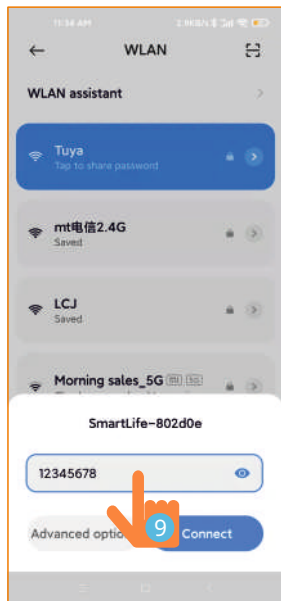 11:34 AM
WLAN
WLAN assistant
Tuya
Tap to share password
mt电信2.4G
Saved
LCJ
Saved
Morning sales_5G
SmartLife-802d0e
12345678
Advanced optio
9
Connect